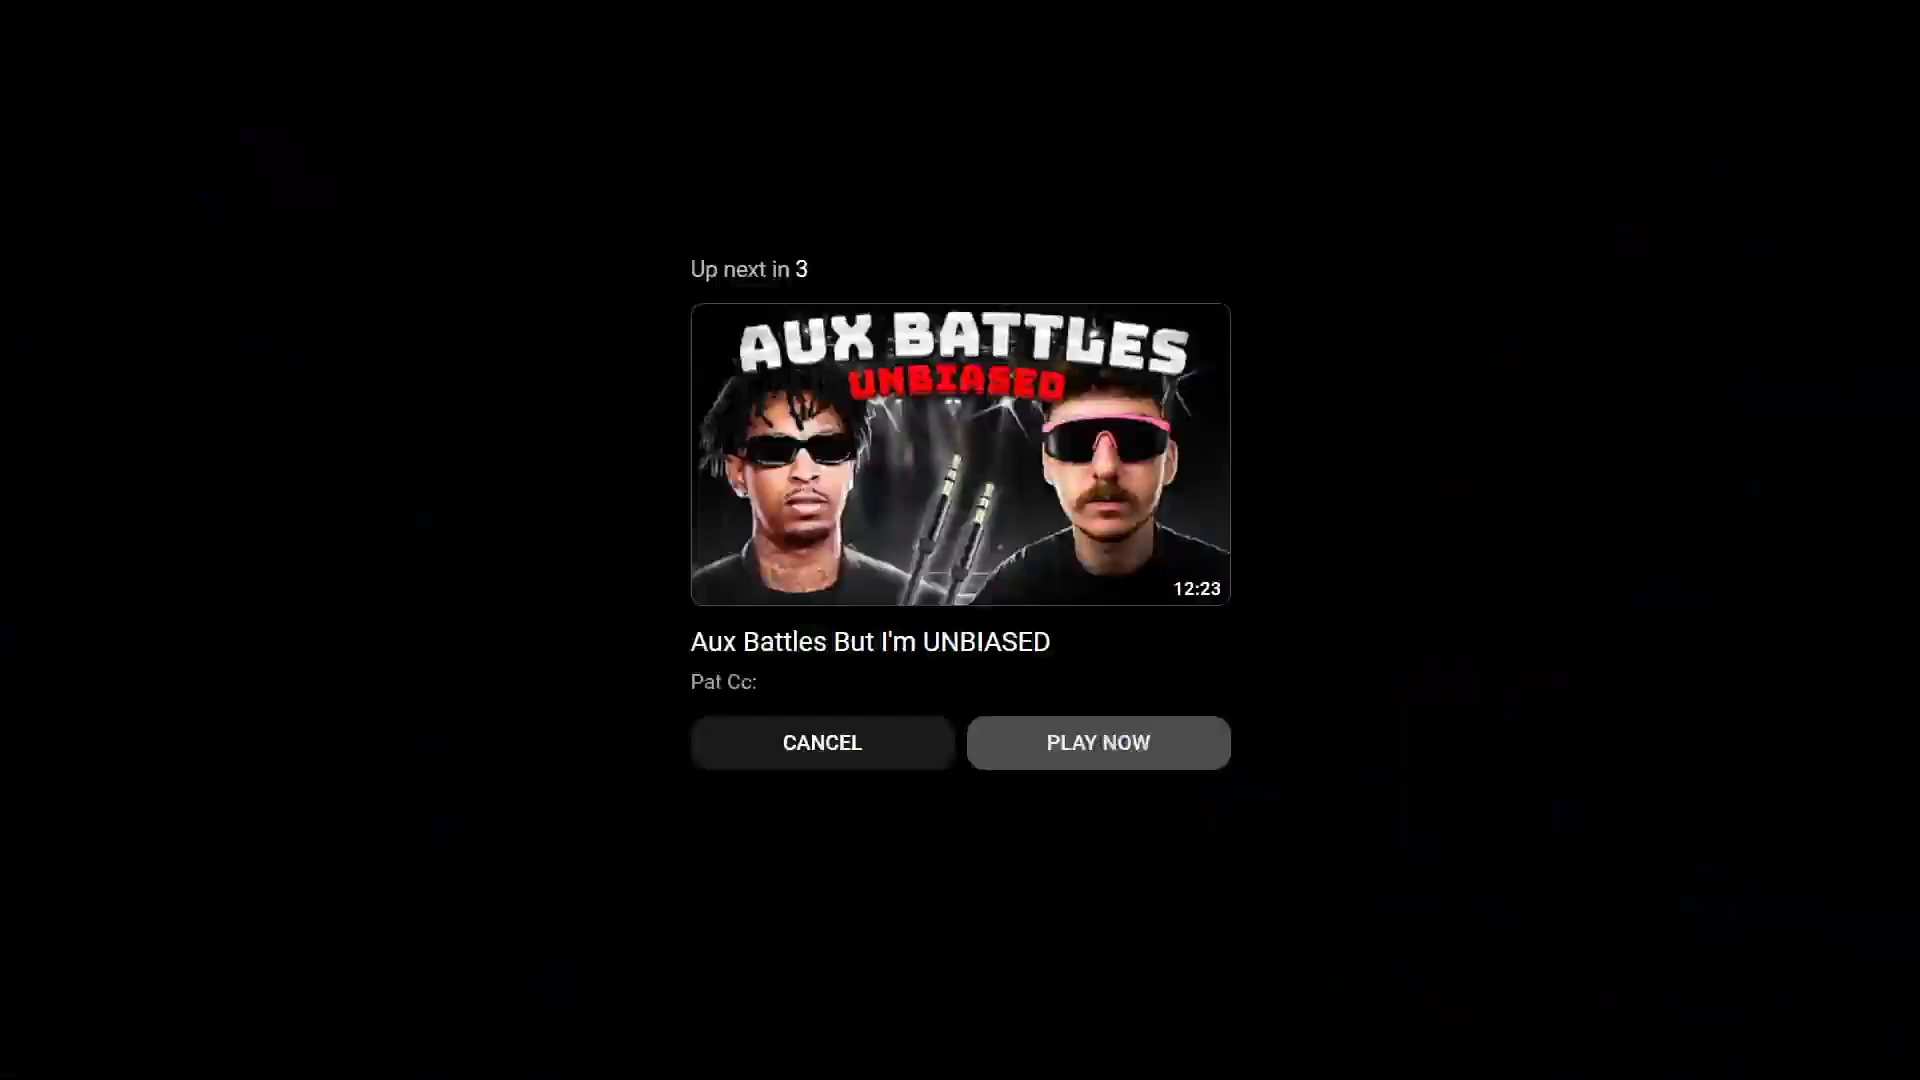 Up next in 3
AUX BATTLES
UNBIASED
12:23
Aux Battles But I'm UNBIASED
Pat Cc:
CANCEL
PLAY NOW